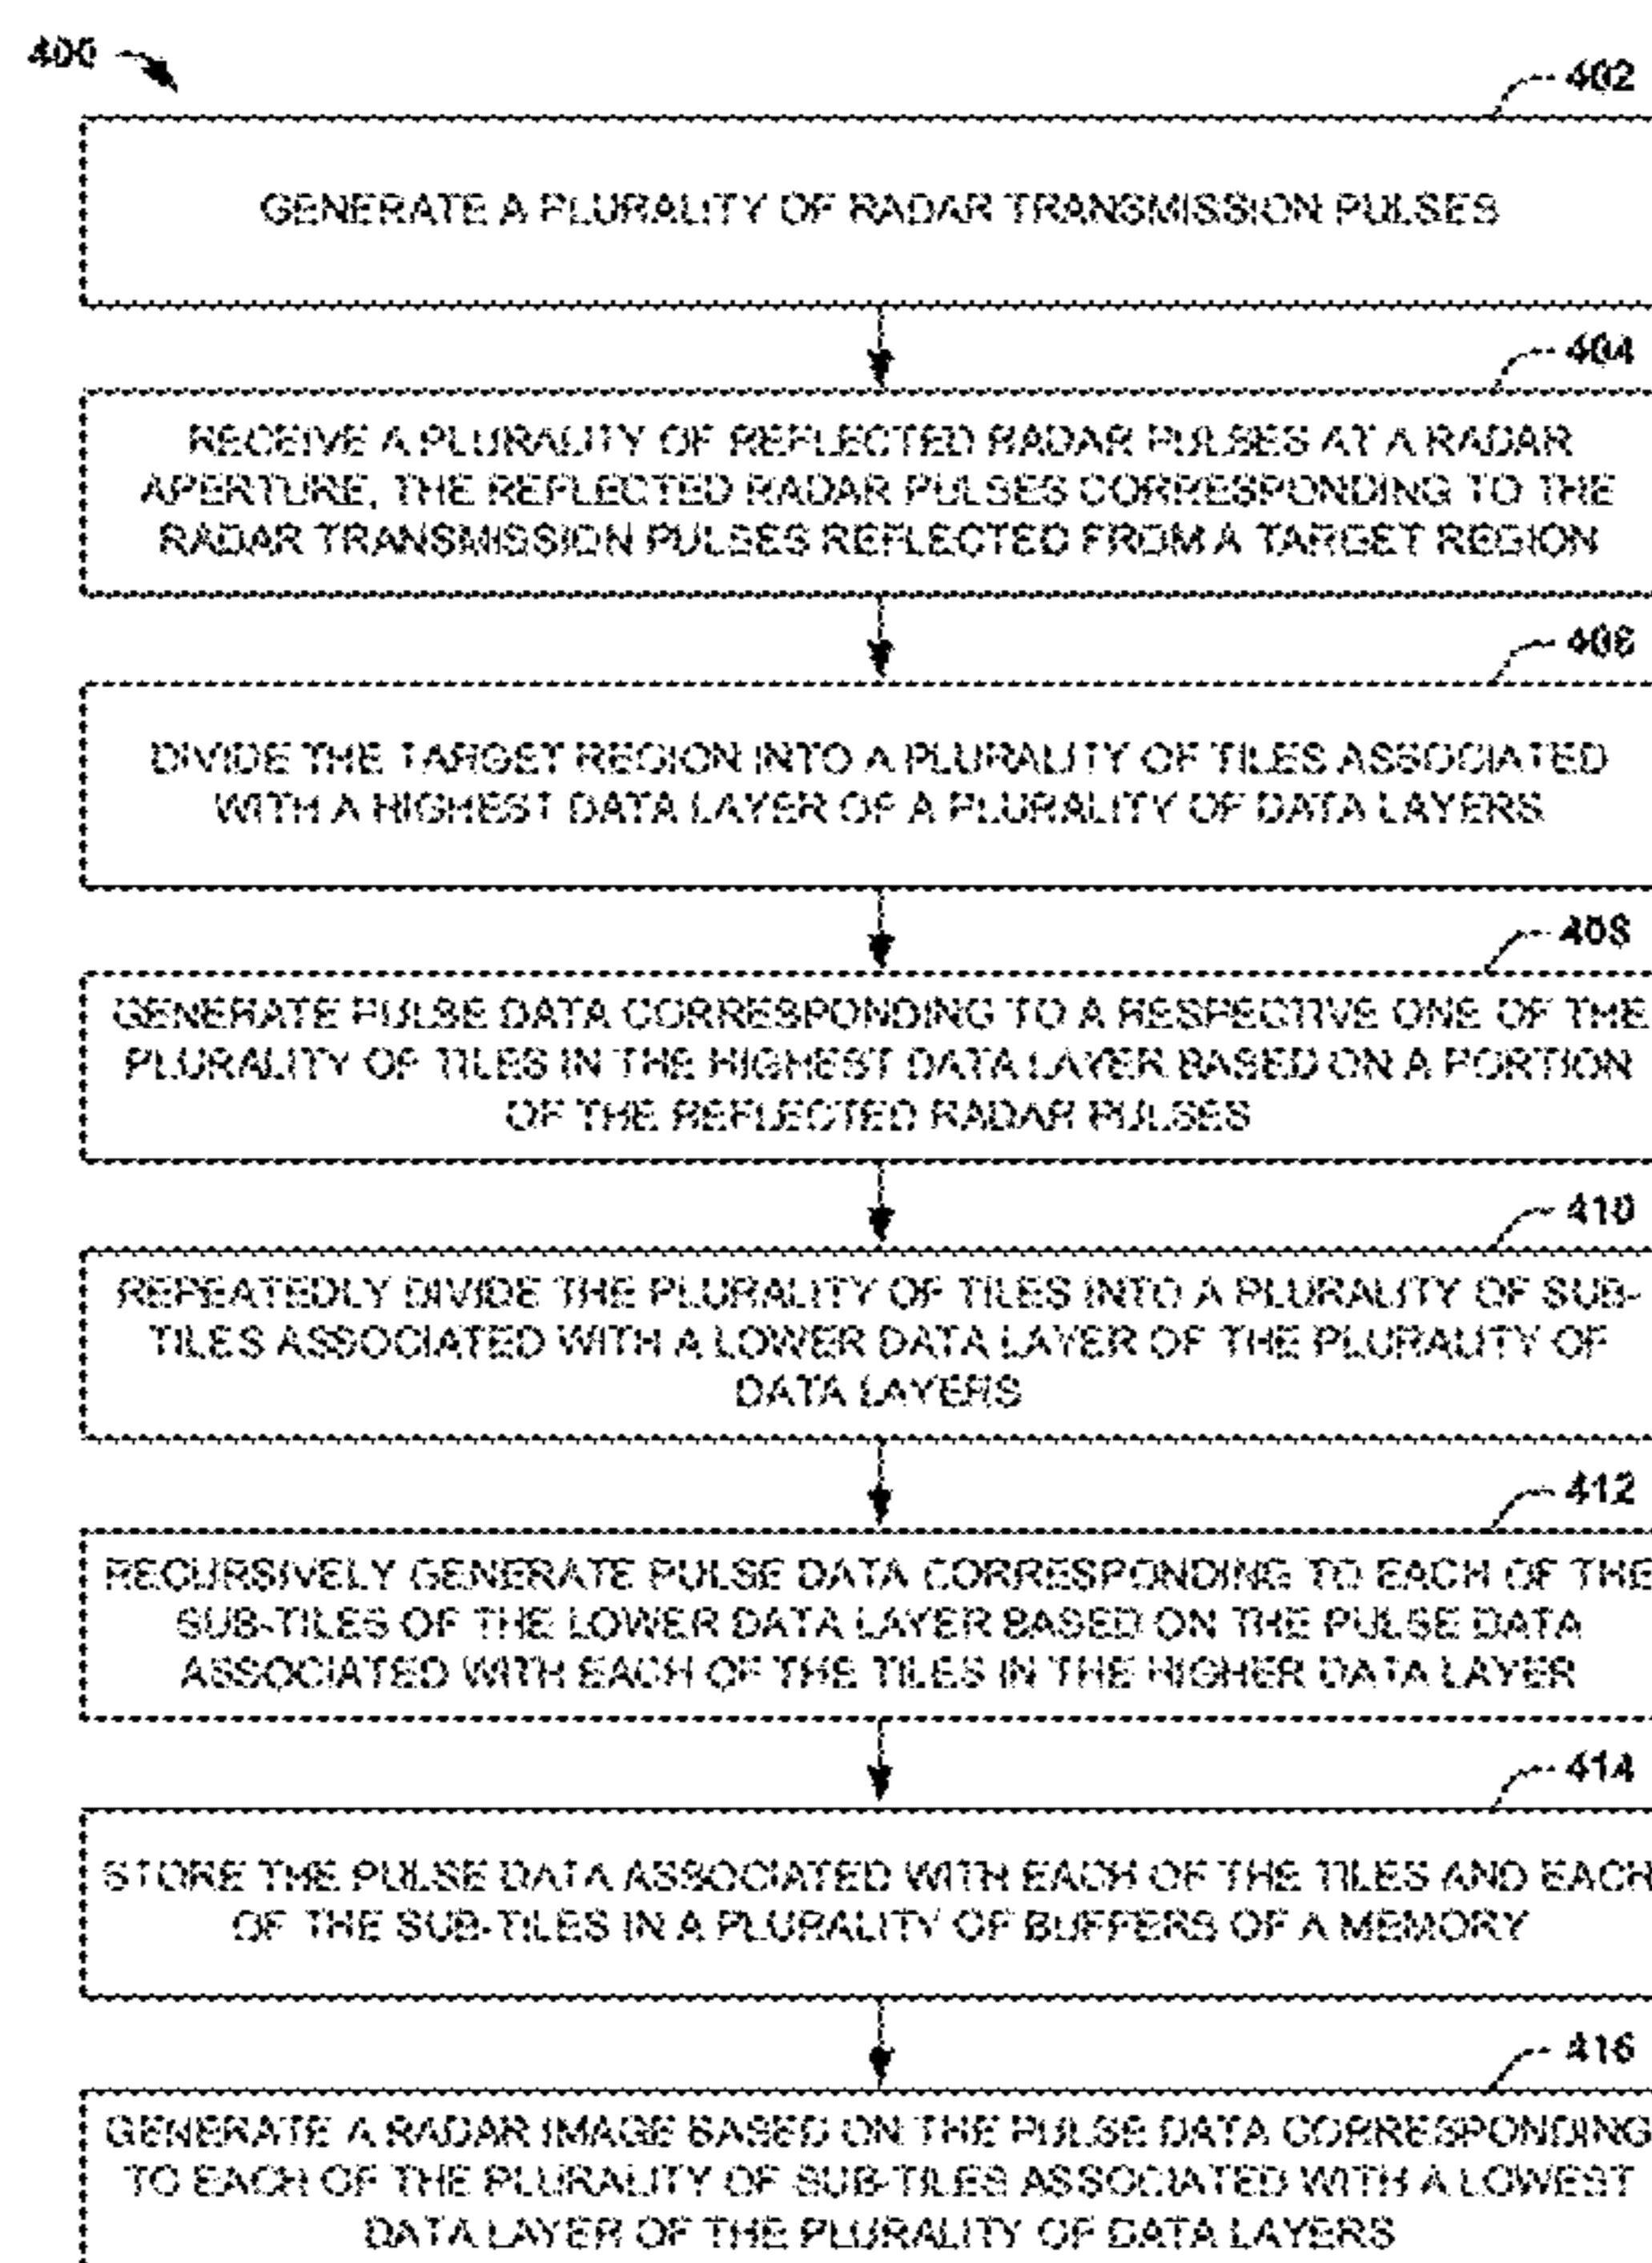 400
402
GENERATE A PLURALITY OF RADAR TRANSMISSION PULSES
404
RECEIVE A PLURALITY OF REFLECTED RADAR PULSES AT A RADAR
APERTURE, THE REFLECTED RADAR PULSES CORRESPONDING TO THE
RADAR TRANSMISSION PULSES REFLECTED FROM A TARGET REGION
406
DIVIDE THE TARGET REGION INTO A PLURALITY OF TILES ASSOCIATED
WITH A HIGHEST DATA LAYER OF A PLURALITY OF DATA LAYERS
408
GENERATE PULSE DATA CORRESPONDING TO A RESPECTIVE ONE OF THE
PLURALITY OF TILES IN THE HIGHEST DATA LAYER BASED ON A PORTION
OF THE REFLECTED RADAR PULSES
410
REPEATEDLY DIVIDE THE PLURALITY OF TILES INTO A PLURALITY OF SUB-
TILES ASSOCIATED WITH A LOWER DATA LAYER OF THE PLURALITY OF
DATA LAYERS
412
RECURSIVELY GENERATE PULSE DATA CORRESPONDING TO EACH OF THE
SUB-TILES OF THE LOWER DATA LAYER BASED ON THE PULSE DATA
ASSOCIATED WITH EACH OF THE TILES IN THE HIGHER DATA LAYER
414
STORE THE PULSE DATA ASSOCIATED WITH EACH OF THE TILES AND EACH
OF THE SUB-TILES IN A PLURALITY OF BUFFERS OF A MEMORY
416
GENERATE A RADAR IMAGE BASED ON THE PULSE DATA CORRESPONDING
TO EACH OF THE PLURALITY OF SUB-TILES ASSOCIATED WITH A LOWEST
DATA LAYER OF THE PLURALITY OF DATA LAYERS